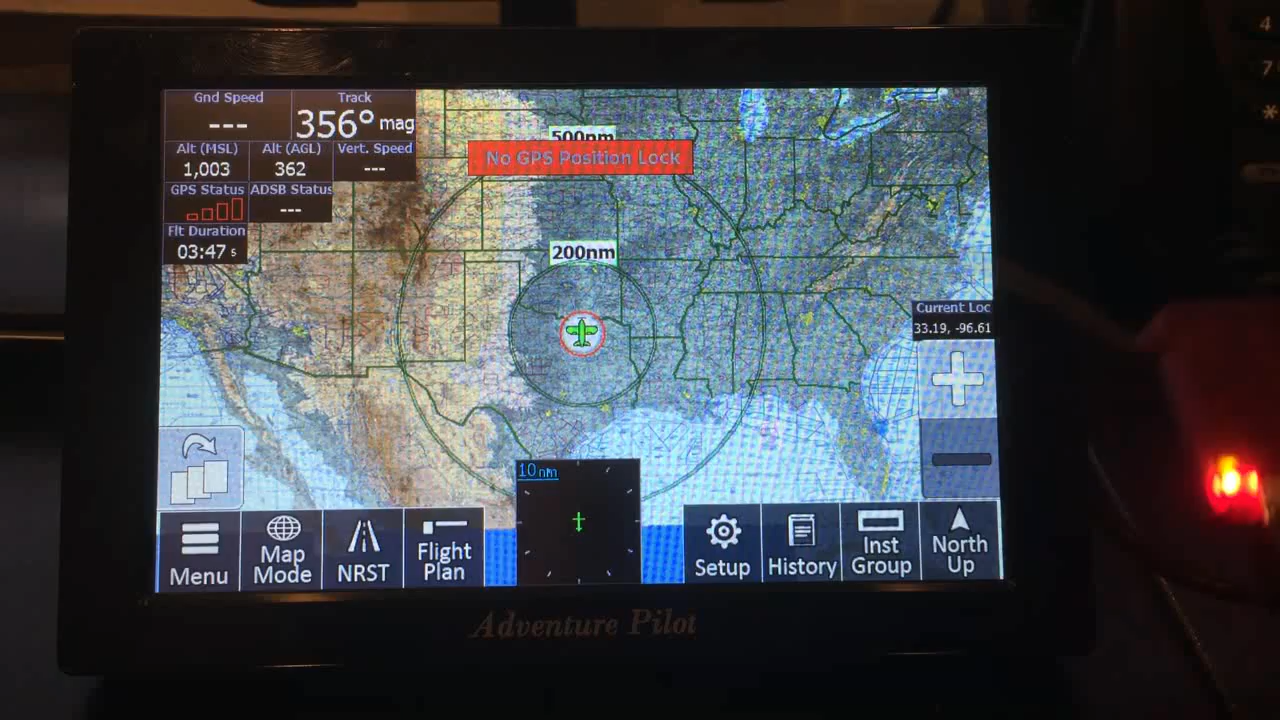 Gnd Speed
---
Track
356° mag
Alt (MSL)
1,003
Alt (AGL)
362
Vert. Speed
---
GPS Status
ADSB Status
---
Flt Duration
03:47 s
500nm
No GPS Position Lock
200nm
Current Loc
33.19, -96.61
10nm
Menu
Map
Mode
NRST
Flight
Plan
Setup
History
Inst
Group
North
Up
Adventure Pilot
4
7
*